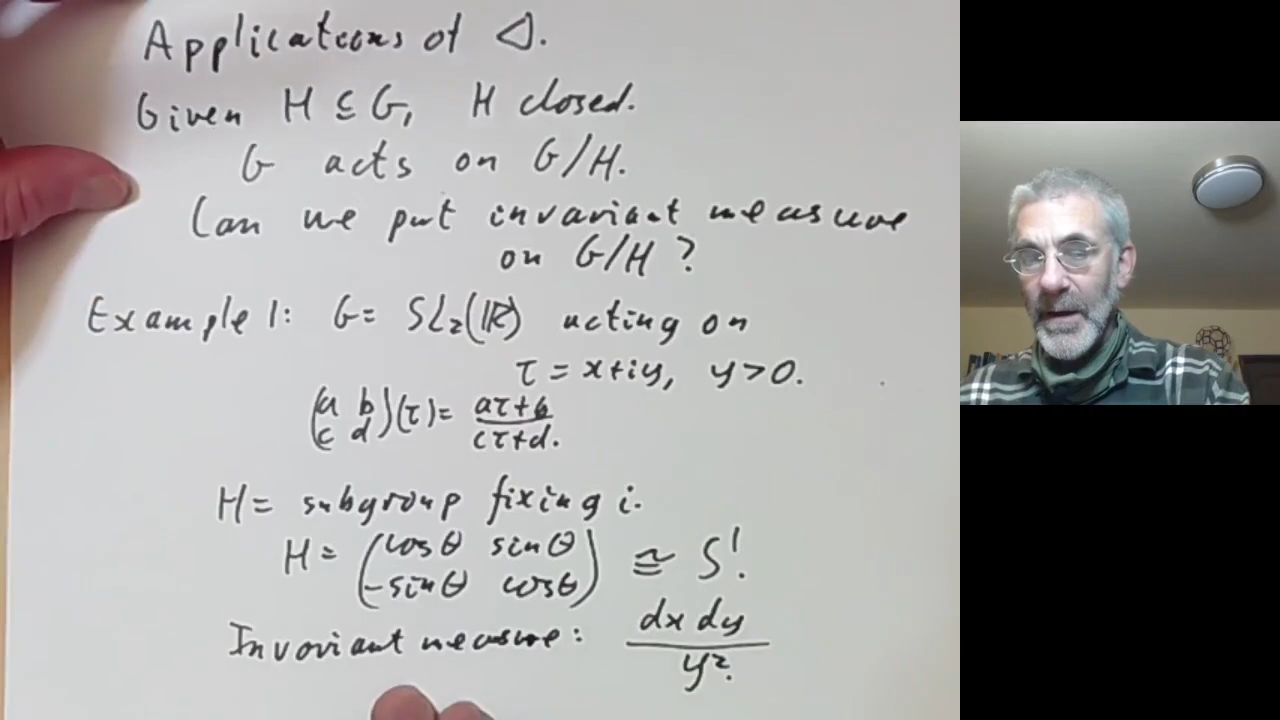 Applications of Δ.
Given H ⊆ G, H closed.
G acts on G/H.
Can we put invariant measure
on G/H ?
Example 1: G = SL₂(ℝ) acting on
τ = x+iy, y>0.
(a b
c d)(τ) = aτ+b
cτ+d.
H = subgroup fixing i.
H = (cosθ sinθ
-sinθ cosθ) ≅ S¹.
Invariant measure: dx dy
y².